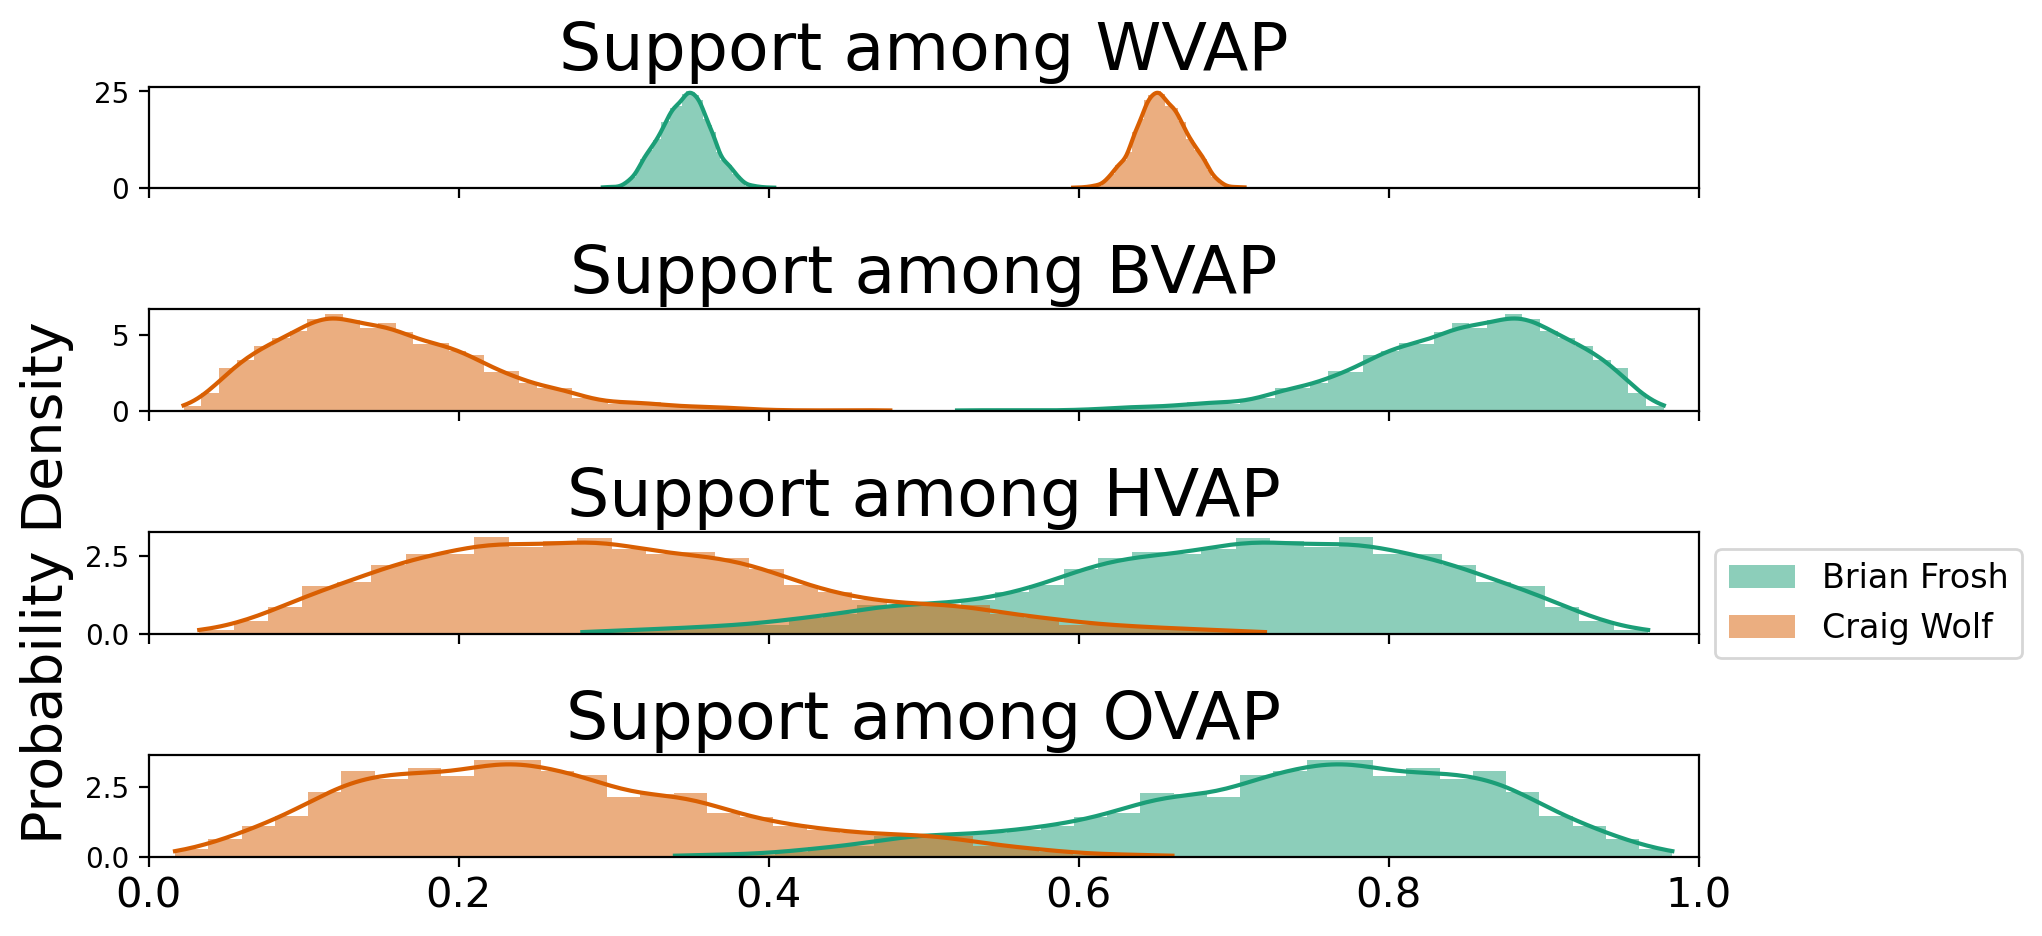 Support among WVAP
25
0
Support among BVAP
5
0
Support among HVAP
2.5
0.0
Support among OVAP
2.5
0.0
0.0 0.2 0.4 0.6 0.8 1.0
Probability Density
Brian Frosh
Craig Wolf